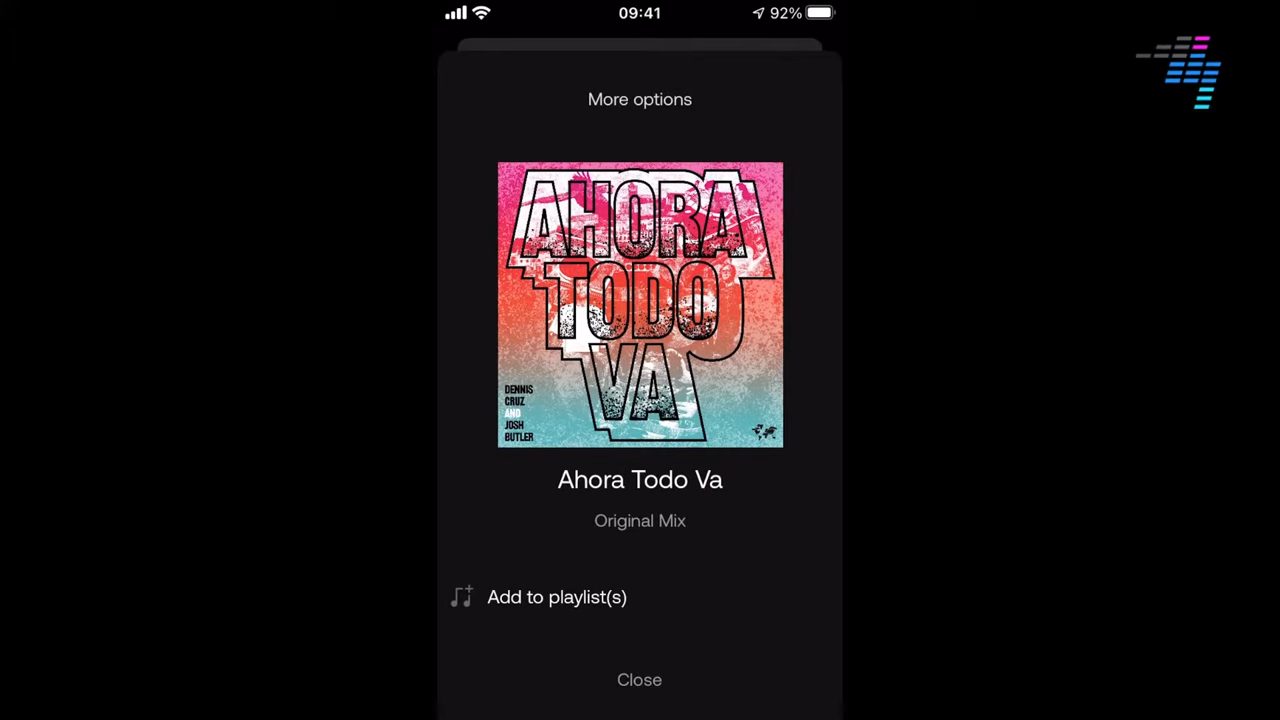 09:41
92%
More options
AHORA
TODO
VA
DENNIS
CRUZ
AND
JOSH
BUTLER
Ahora Todo Va
Original Mix
Add to playlist(s)
Close